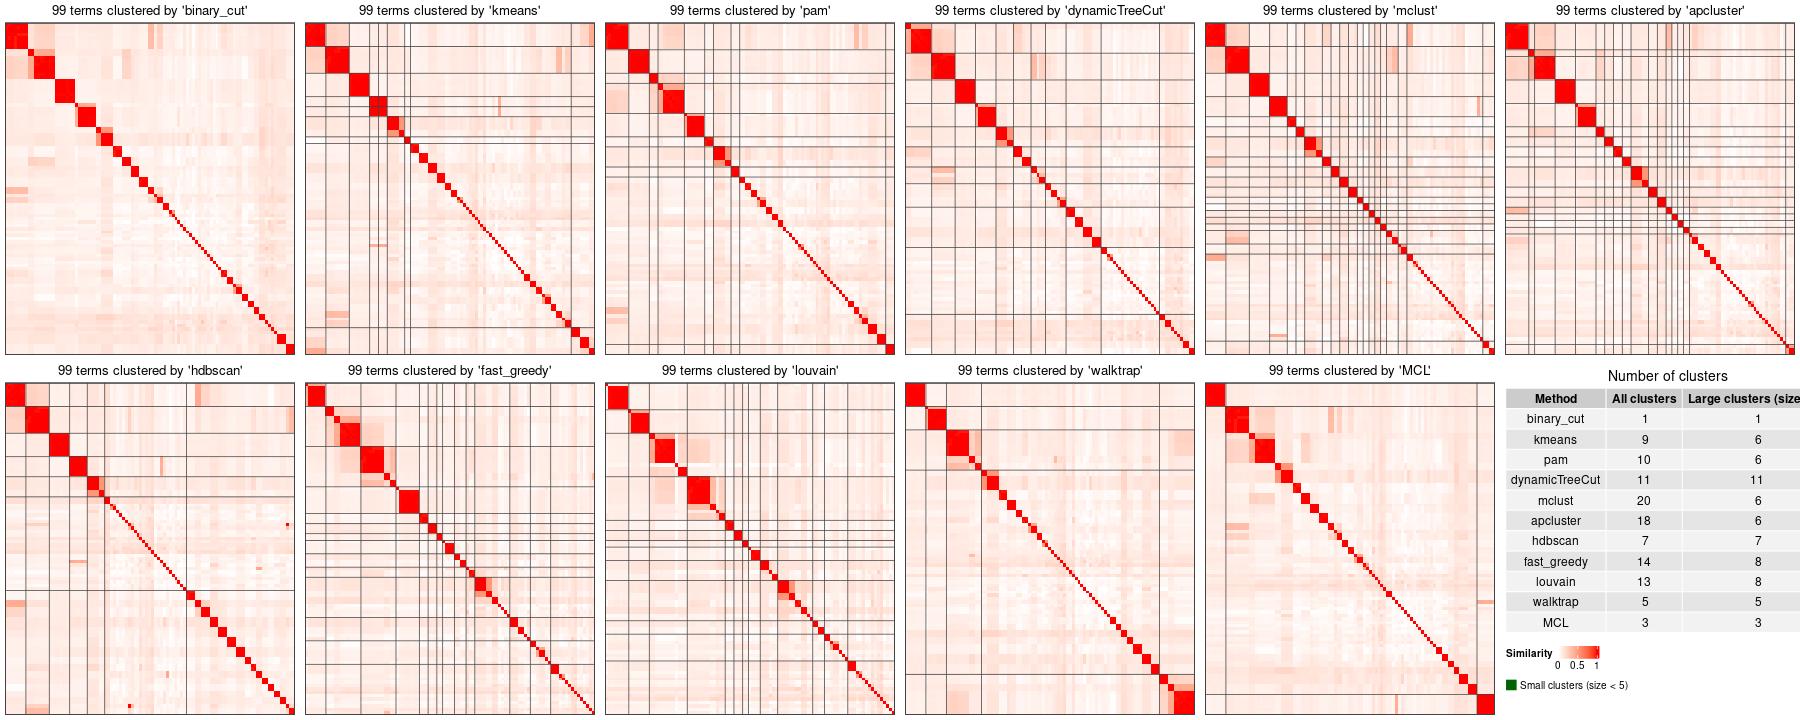 99 terms clustered by 'binary_cut'
99 terms clustered by 'kmeans'
99 terms clustered by 'pam'
99 terms clustered by 'dynamicTreeCut'
99 terms clustered by 'mclust'
99 terms clustered by 'apcluster'
99 terms clustered by 'hdbscan'
99 terms clustered by 'fast_greedy'
99 terms clustered by 'louvain'
99 terms clustered by 'walktrap'
99 terms clustered by 'MCL'
Number of clusters
Method All clusters Large clusters (size
binary_cut 1 1
kmeans 9 6
pam 10 6
dynamicTreeCut 11 11
mclust 20 6
apcluster 18 6
hdbscan 7 7
fast_greedy 14 8
louvain 13 8
walktrap 5 5
MCL 3 3
Similarity
0 0.5 1
Small clusters (size < 5)